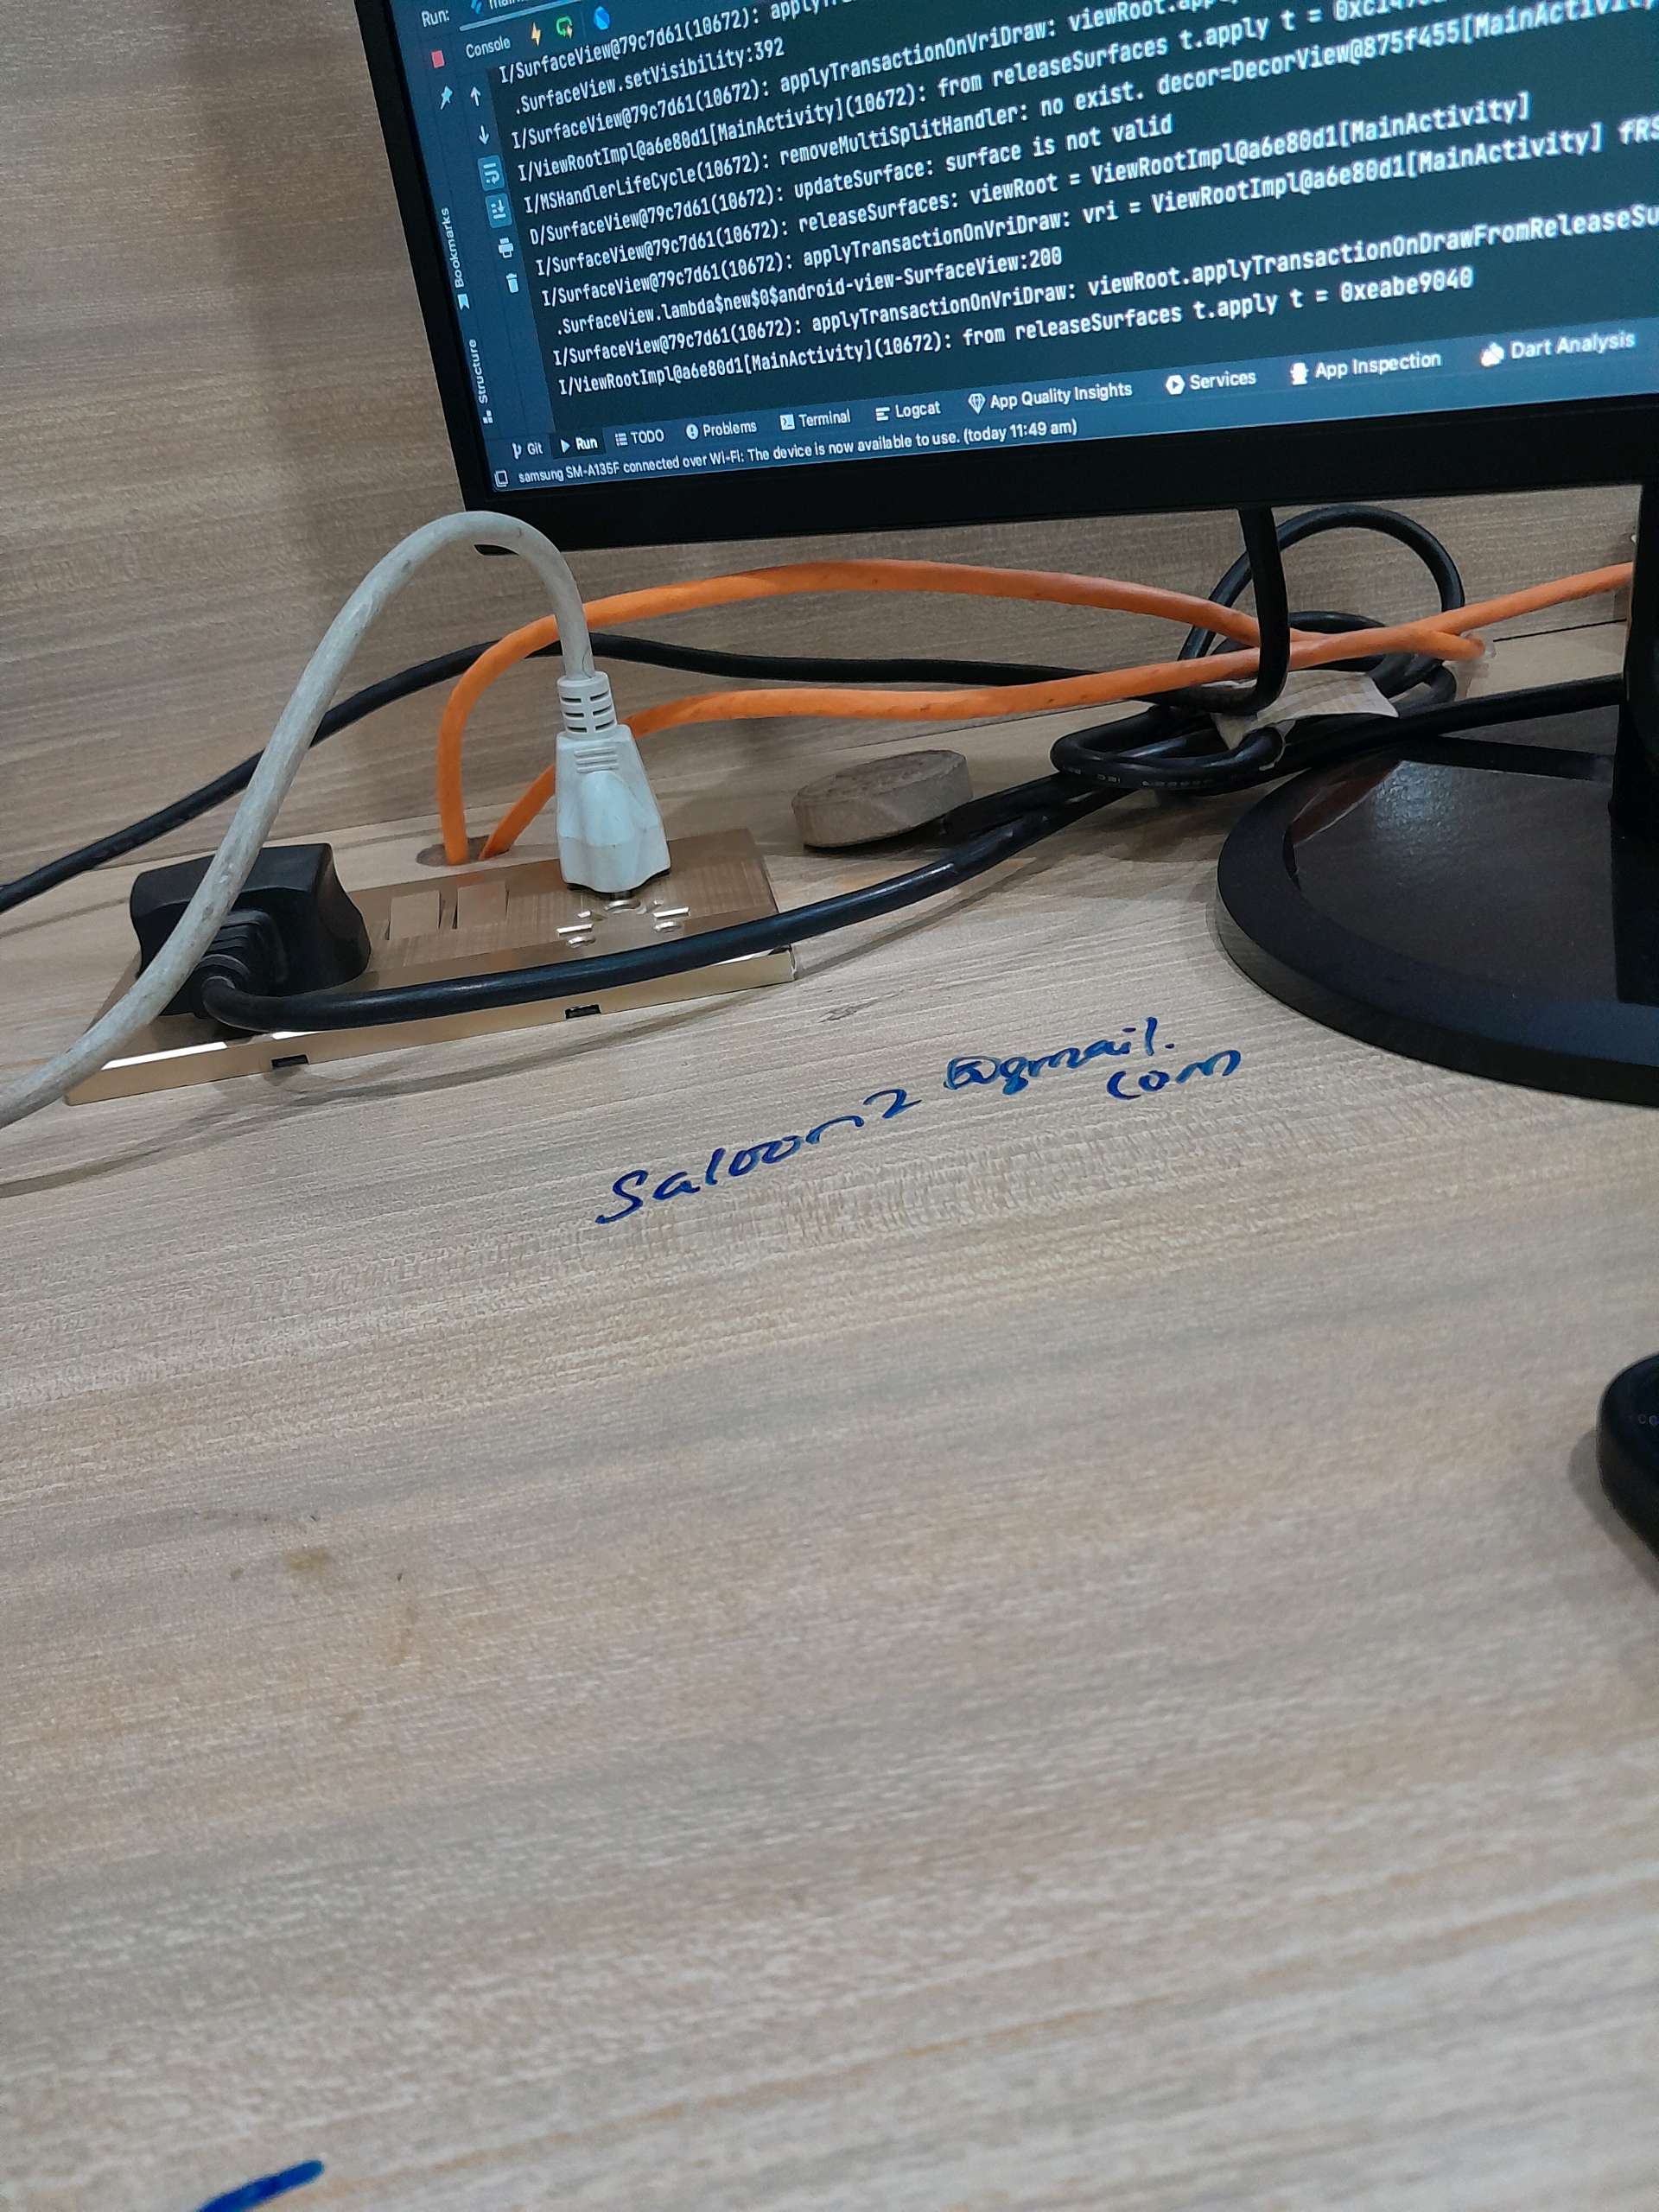 Run:
Console
I/SurfaceView@79c7d61(10672):
.SurfaceView.setVisibility:392
I/SurfaceView@79c7d61(10672): applyTransactionOnVriDraw:
I/ViewRootImpl@a6e80d1[MainActivity](10672): from releaseSurfaces t.apply t =
I/MSHandlerLifeCycle(10672): removeMultiSplitHandler: no exist. decor=DecorView@875f455[MainActivity]
D/SurfaceView@79c7d61(10672): updateSurface: surface is not valid
I/SurfaceView@79c7d61(10672): releaseSurfaces: viewRoot = ViewRootImpl@a6e80d1[MainActivity]
I/SurfaceView@79c7d61(10672): applyTransactionOnVriDraw: vri = ViewRootImpl@a6e80d1[MainActivity]
.SurfaceView.lambda$new$0$android-view-SurfaceView:200
I/SurfaceView@79c7d61(10672): applyTransactionOnVriDraw: viewRoot.applyTransactionOnDrawFromReleaseSu
I/ViewRootImpl@a6e80d1[MainActivity](10672): from releaseSurfaces t.apply t = 0xeabe9040
Bookmarks
Structure
Git Run TODO Problems Terminal Logcat App Quality Insights Services App Inspection Dart Analysis
samsung SM-A135F connected over Wi-Fi: The device is now available to use. (today 11:49 am)
Saloon2@gmail.
com